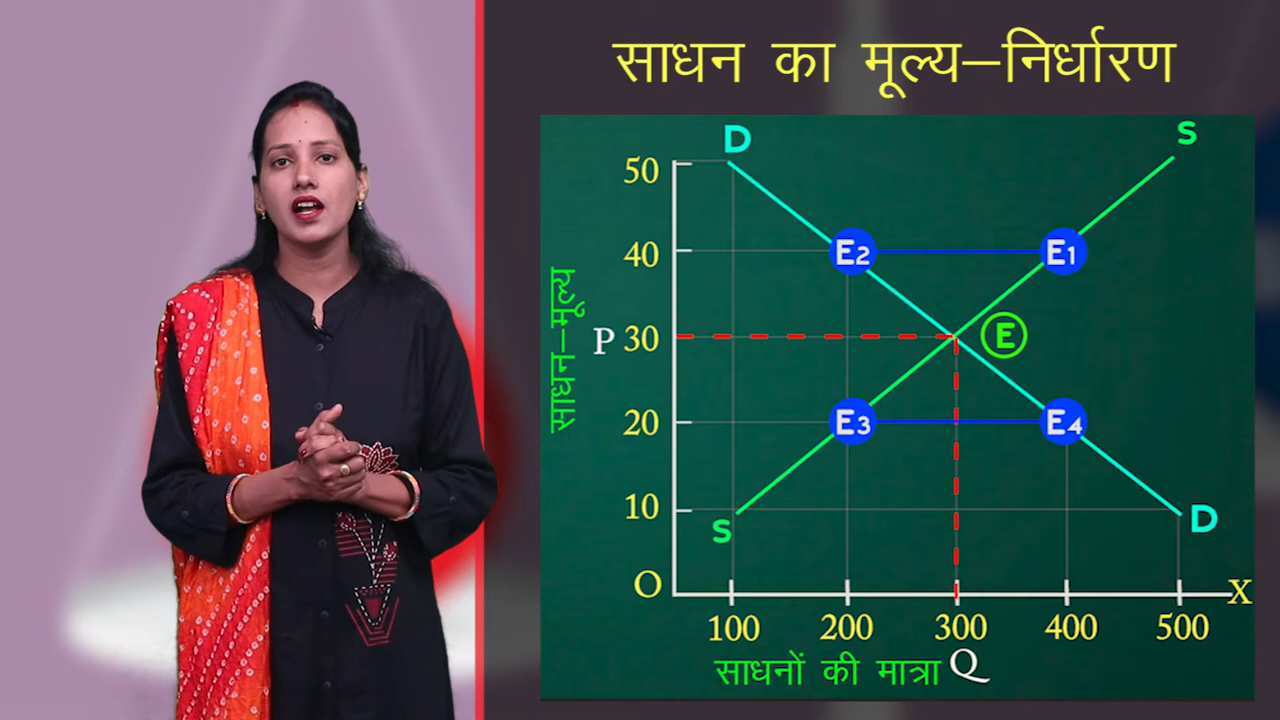 साधन का मूल्य–निर्धारण
D
S
50
40
E2
E1
साधन–मूल्य
P 30
E
20
E3
E4
10
S
D
O
X
100 200 300 400 500
साधनों की मात्रा Q